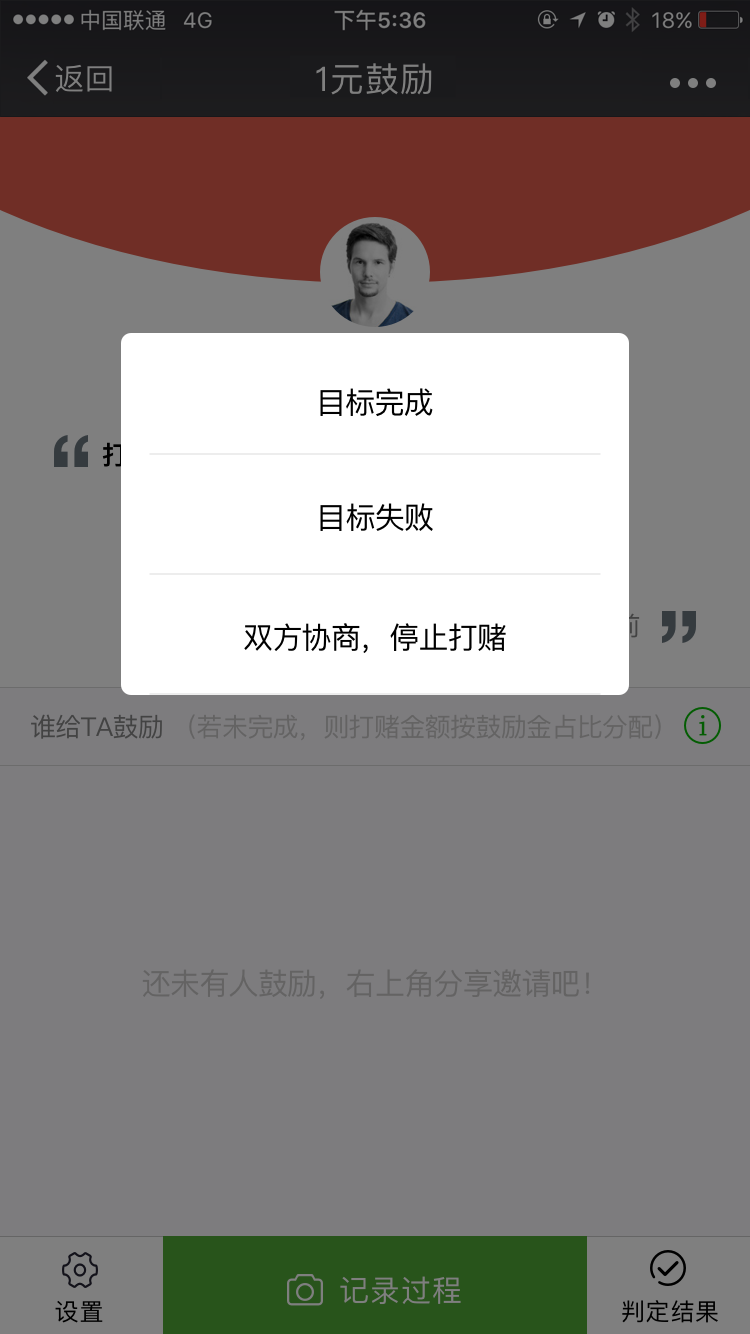 中国联通 4G 下午5:36 18%
返回 1元鼓励
目标完成
“ 打
目标失败
前 ”
双方协商，停止打赌
谁给TA鼓励 （若未完成，则打赌金额按鼓励金占比分配） i
还未有人鼓励，右上角分享邀请吧！
记录过程
设置 判定结果